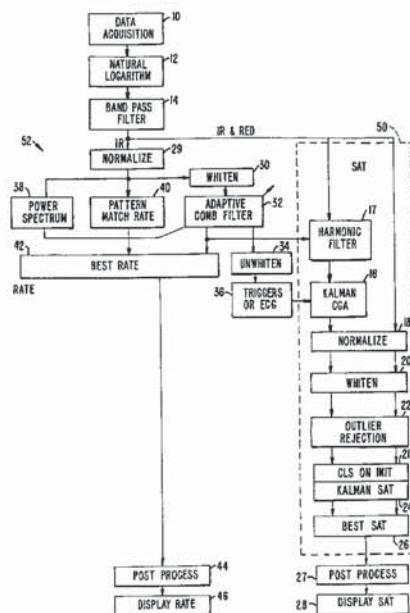 DATA
ACQUISITION
10
NATURAL
LOGARITHM
12
BAND PASS
FILTER
14
IR
IR & RED
50
52
NORMALIZE
29
SAT
38
40
WHITEN
30
POWER
SPECTRUM
PATTERN
MATCH RATE
ADAPTIVE
COMB FILTER
32
17
HARMONIC
FILTER
42
BEST RATE
34
UNWHITEN
RATE
36
TRIGGERS
OR ECG
16
KALMAN
CGA
18
NORMALIZE
20
WHITEN
22
OUTLIER
REJECTION
21
CLS ON INIT
KALMAN SAT
24
BEST SAT
26
POST PROCESS
44
DISPLAY RATE
46
27
POST PROCESS
28
DISPLAY SAT